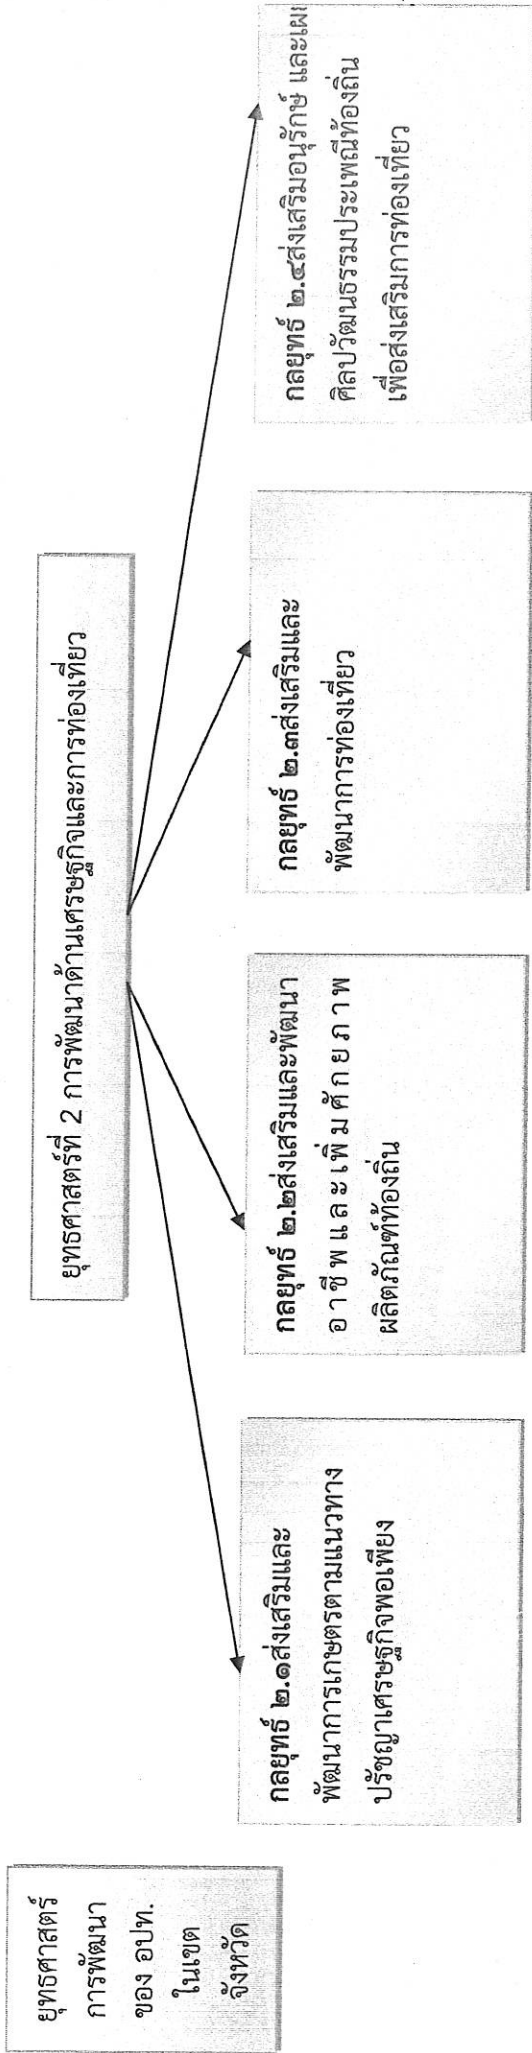 ยุทธศาสตร์
การพัฒนา
ของ อปท.
ในเขต
จังหวัด
ยุทธศาสตร์ที่ 2 การพัฒนาด้านเศรษฐกิจและการท่องเที่ยว
กลยุทธ์ ๒.๑ส่งเสริมและ
พัฒนาการเกษตรตามแนวทาง
ปรัชญาเศรษฐกิจพอเพียง
กลยุทธ์ ๒.๒ส่งเสริมและพัฒนา
อาชีพและเพิ่มศักยภาพ
ผลิตภัณฑ์ท้องถิ่น
กลยุทธ์ ๒.๓ส่งเสริมและ
พัฒนาการท่องเที่ยว
กลยุทธ์ ๒.๔ส่งเสริมอนุรักษ์ และ
ศิลปวัฒนธรรมประเพณีท้องถิ่น
เพื่อส่งเสริมการท่องเที่ยว